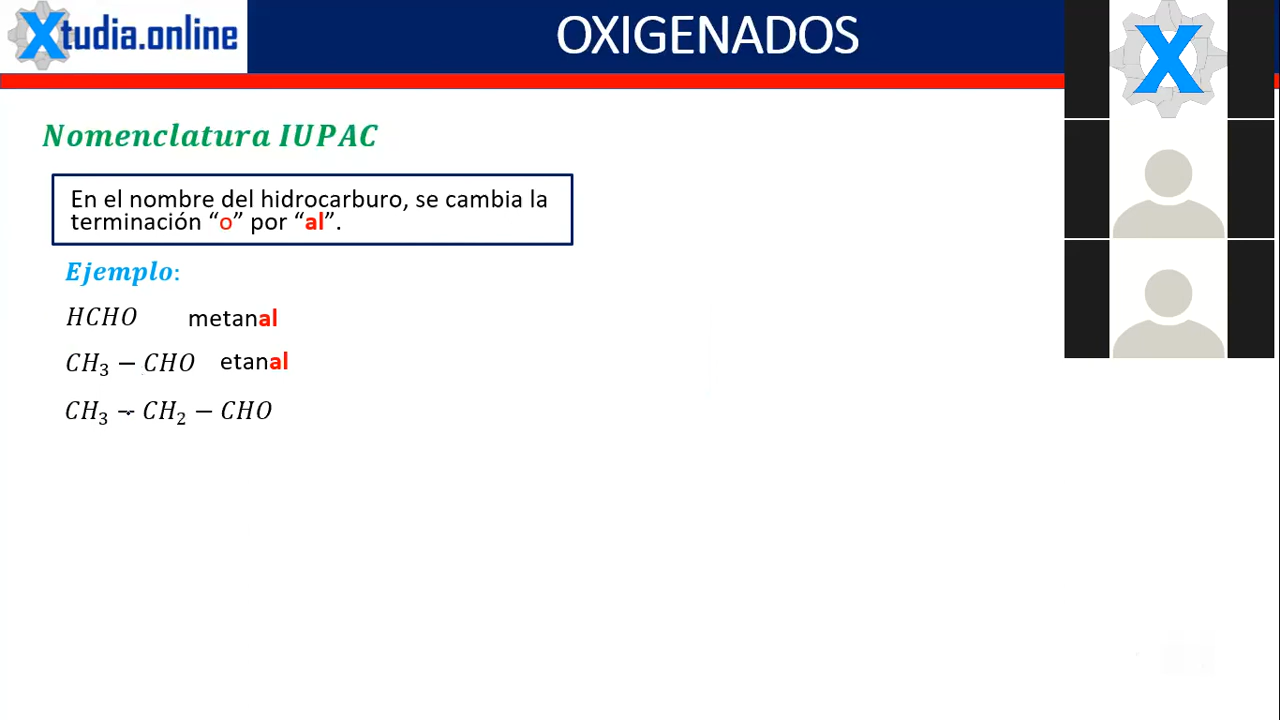 Xtudia.online
OXIGENADOS
X
Nomenclatura IUPAC
En el nombre del hidrocarburo, se cambia la
terminación “o” por “al”.
Ejemplo:
HCHO metanal
CH₃ − CHO etanal
CH₃ − CH₂ − CHO